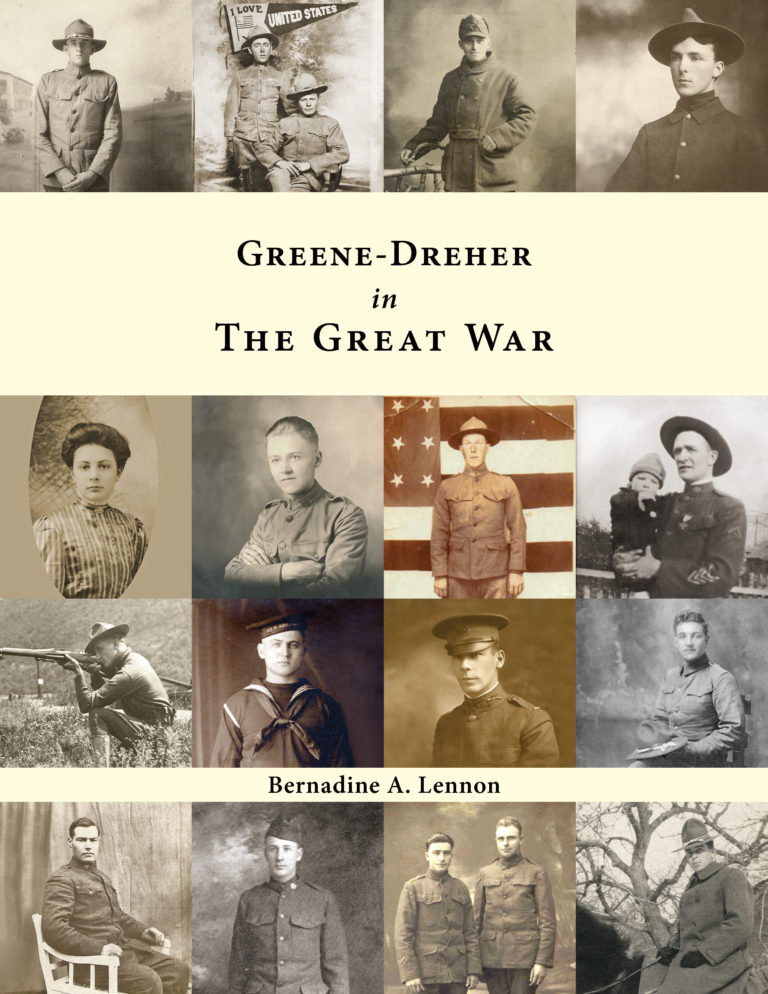 I LOVE
UNITED STATES
GREENE-DREHER
in
THE GREAT WAR
Bernadine A. Lennon